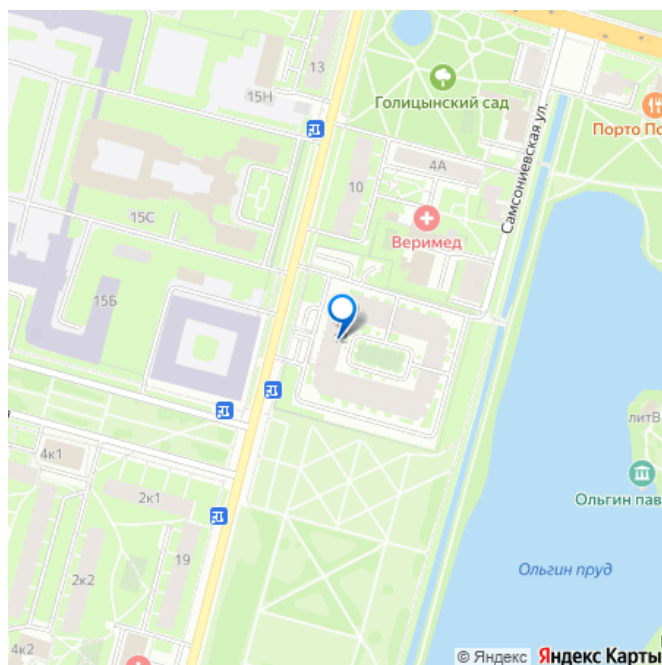 13
15Н
Голицынский сад
Порто По
Самсониевская ул.
4А
10
Веримед
15С
15Б
12
4к1
2к1
2к2
19
4к2
литВ
Ольгин пав
Ольгин пруд
© Яндекс Яндекс Карты